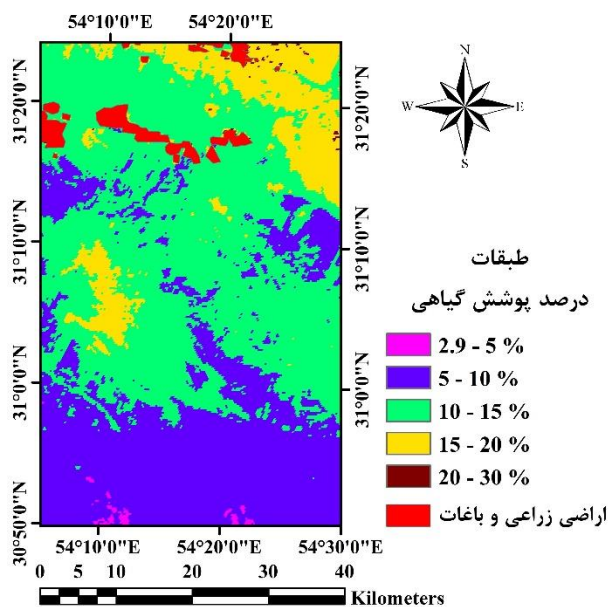 54°10'0"E 54°20'0"E
31°20'0"N 31°20'0"N
31°10'0"N 31°10'0"N
31°0'0"N 31°0'0"N
30°50'0"N
54°10'0"E 54°20'0"E 54°30'0"E
0 5 10 20 30 40
Kilometers
N
W E
S
طبقات
درصد پوشش گیاهی
2.9 - 5 %
5 - 10 %
10 - 15 %
15 - 20 %
20 - 30 %
اراضی زراعی و باغات